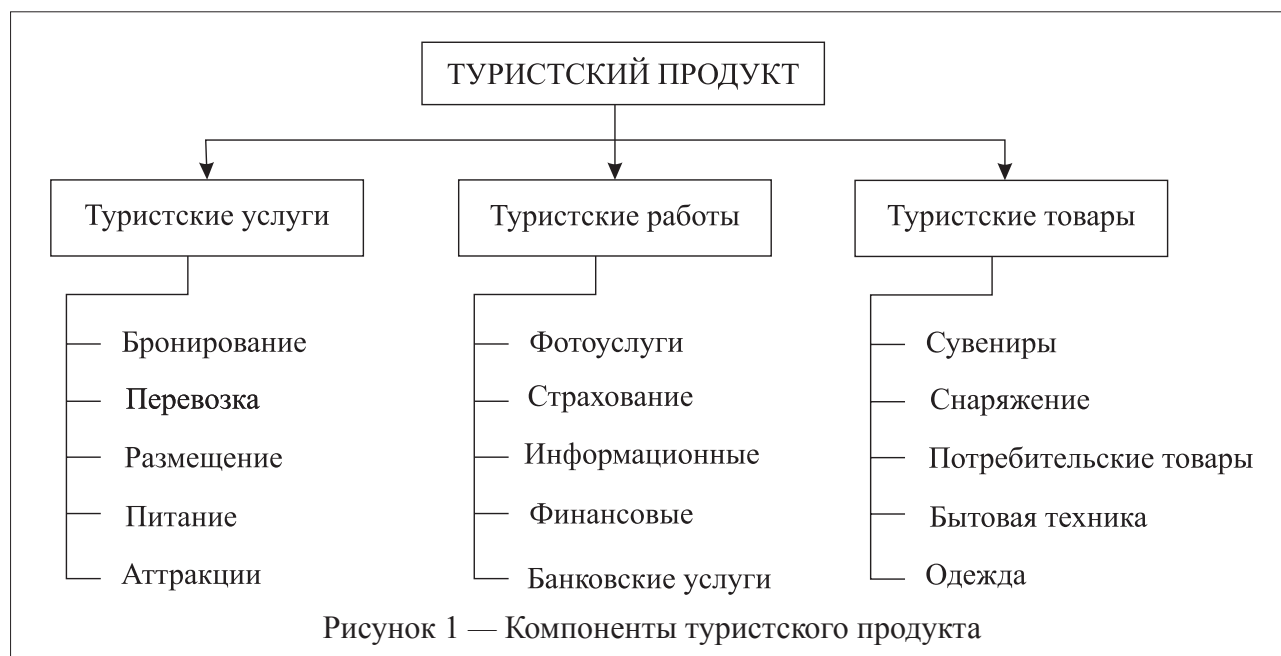 ТУРИСТСКИЙ ПРОДУКТ
Туристские услуги
Туристские работы
Туристские товары
Бронирование
Перевозка
Размещение
Питание
Аттракции
Фотоуслуги
Страхование
Информационные
Финансовые
Банковские услуги
Сувениры
Снаряжение
Потребительские товары
Бытовая техника
Одежда
Рисунок 1 — Компоненты туристского продукта